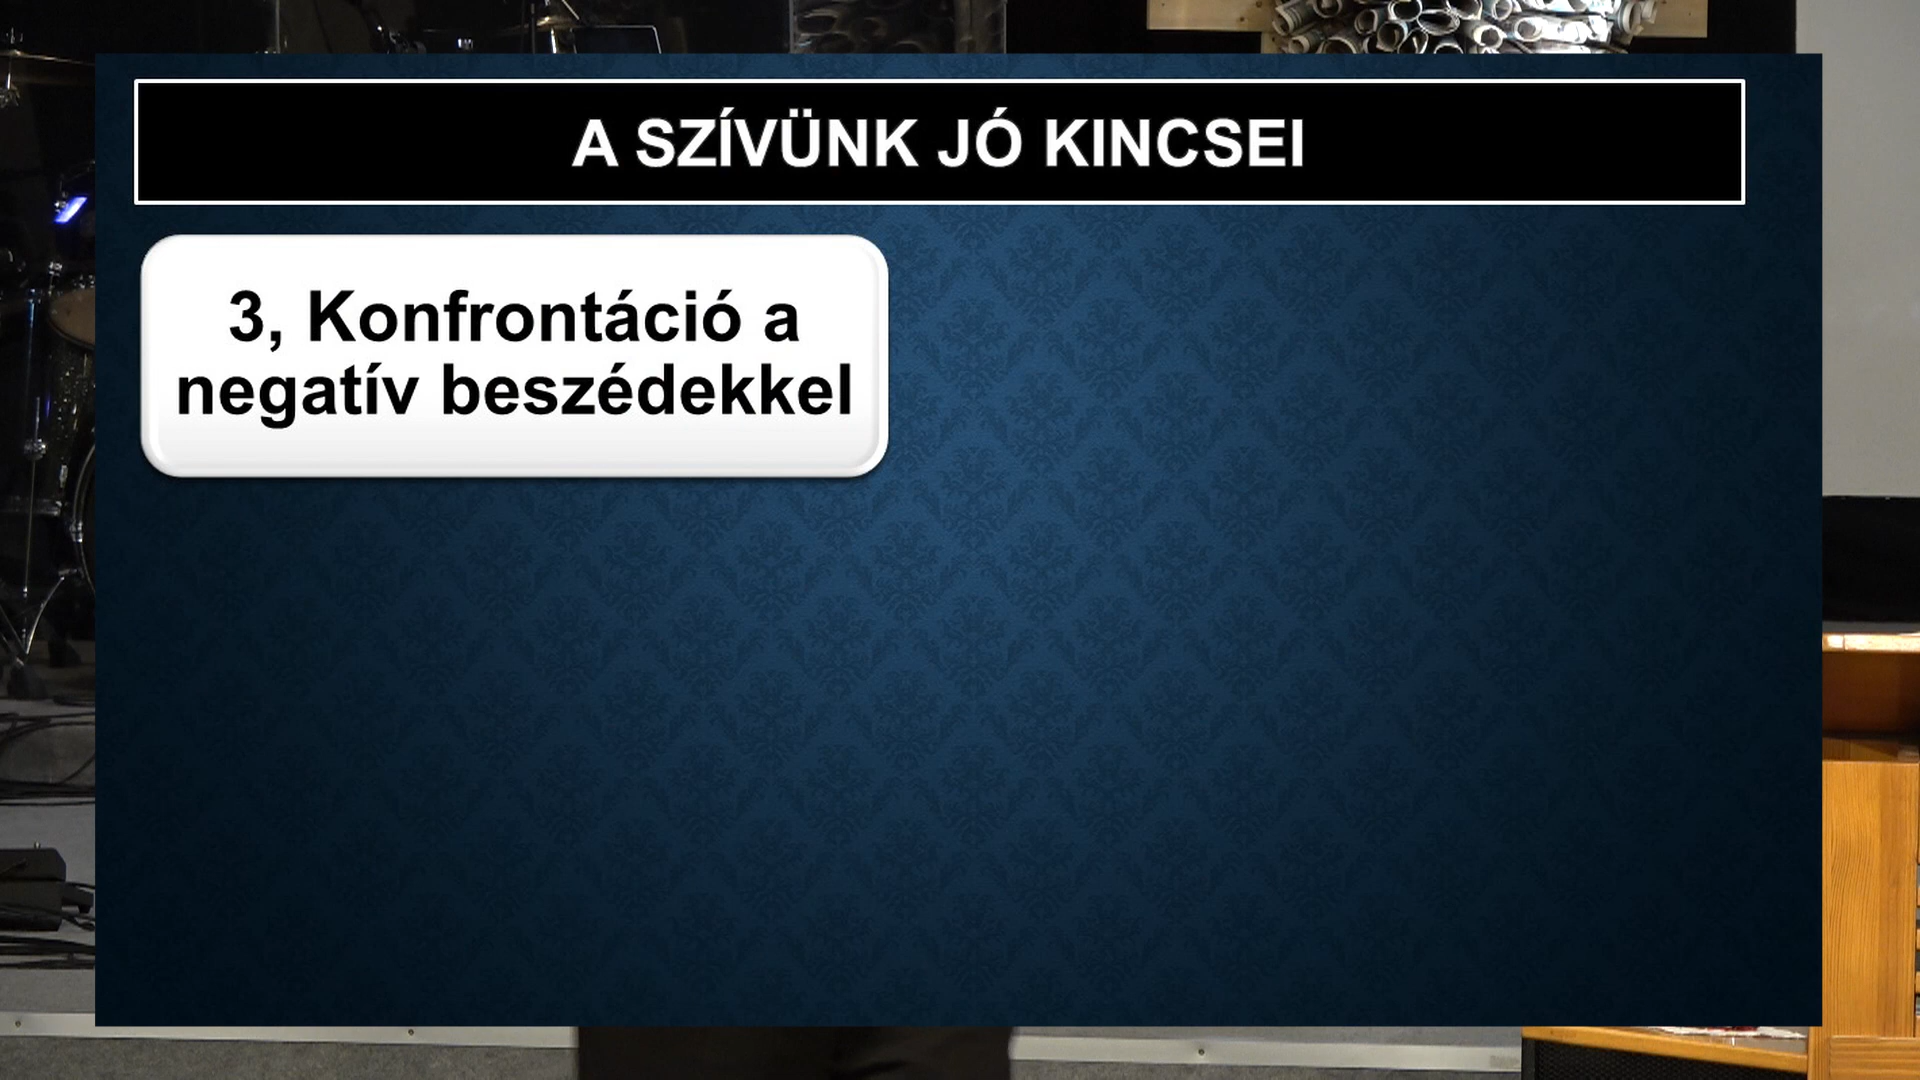 A SZÍVÜNK JÓ KINCSEI
3, Konfrontáció a
negatív beszédekkel